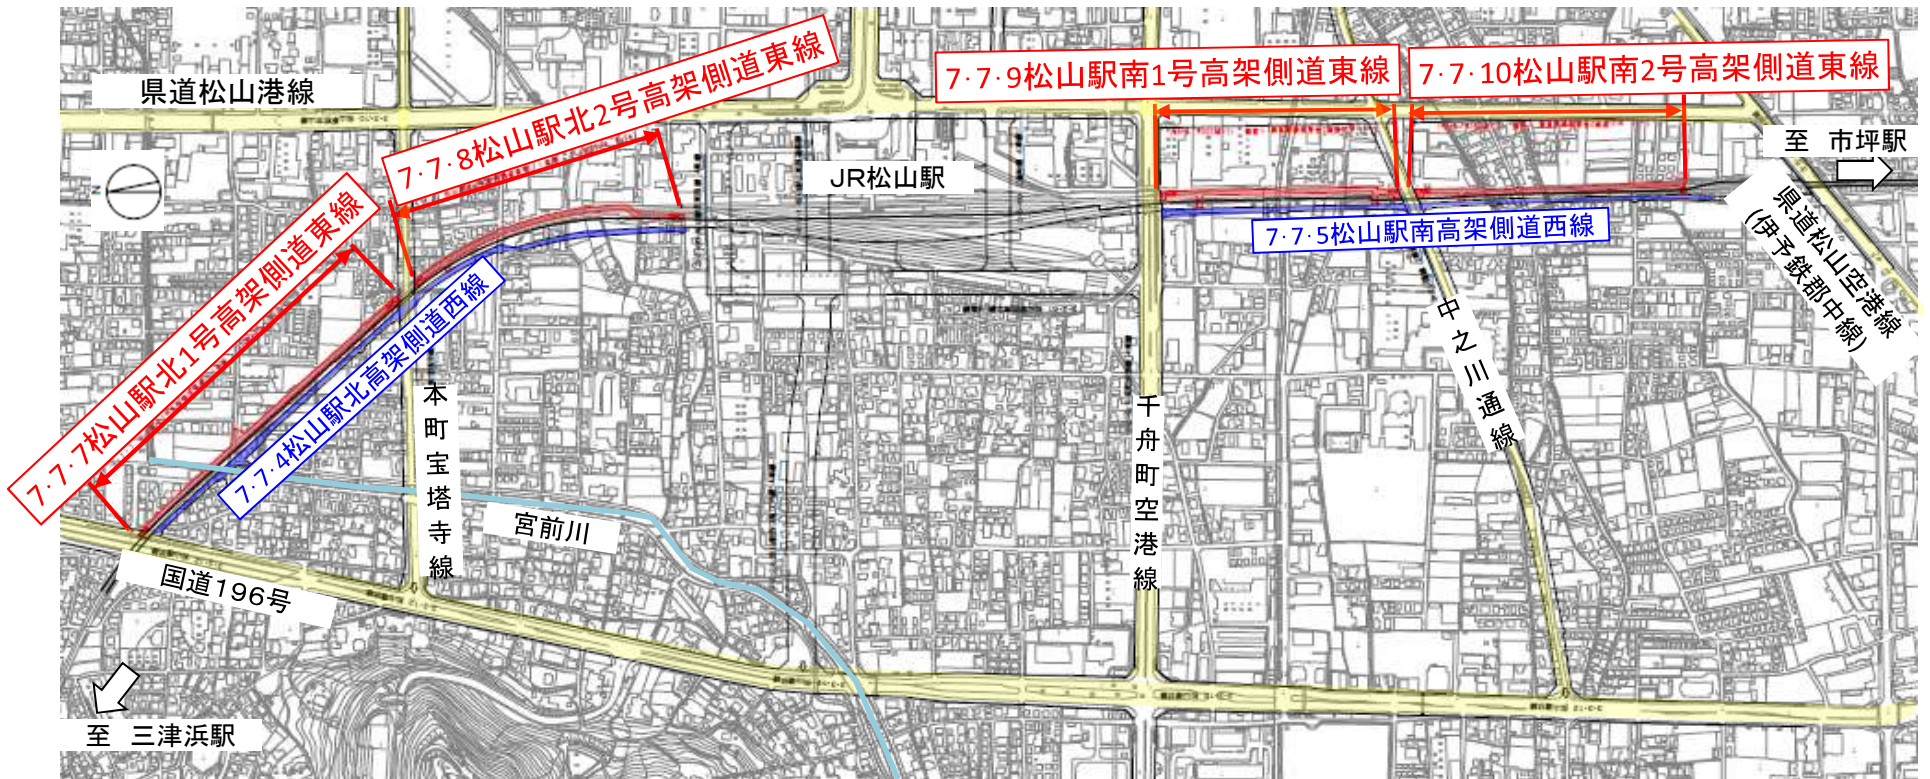 県道松山港線
7・7・8松山駅北2号高架側道東線
7・7・9松山駅南1号高架側道東線
7・7・10松山駅南2号高架側道東線
至 市坪駅
JR松山駅
N
7・7・7松山駅北1号高架側道東線
7・7・5松山駅南高架側道西線
県道松山空港線
(伊予鉄郡中線)
7・7・4松山駅北高架側道西線
中之川通線
本町宝塔寺線
千舟町空港線
宮前川
国道196号
至 三津浜駅